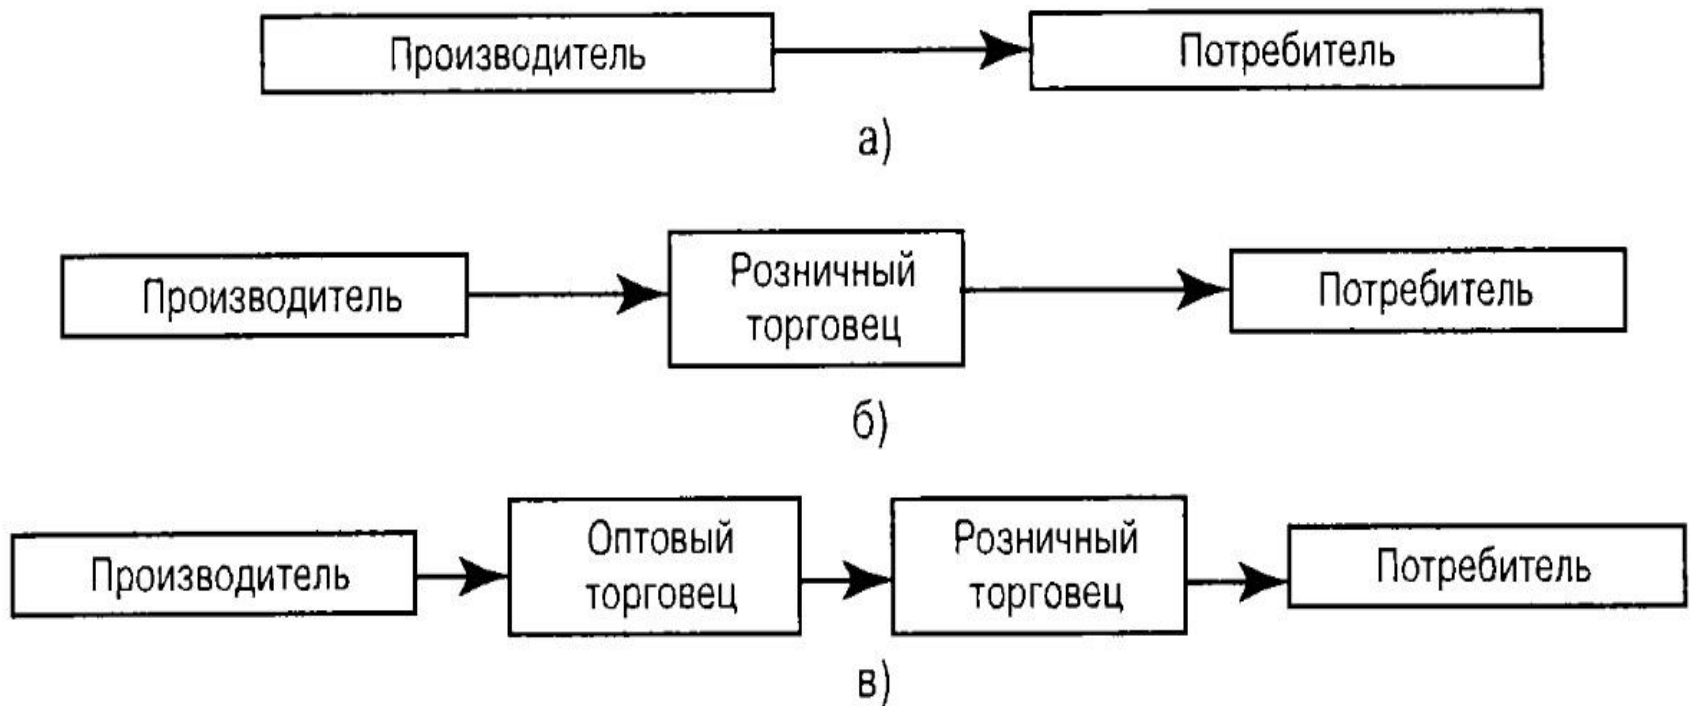 Производитель
Потребитель
а)
Производитель
Розничный
торговец
Потребитель
б)
Производитель
Оптовый
торговец
Розничный
торговец
Потребитель
в)